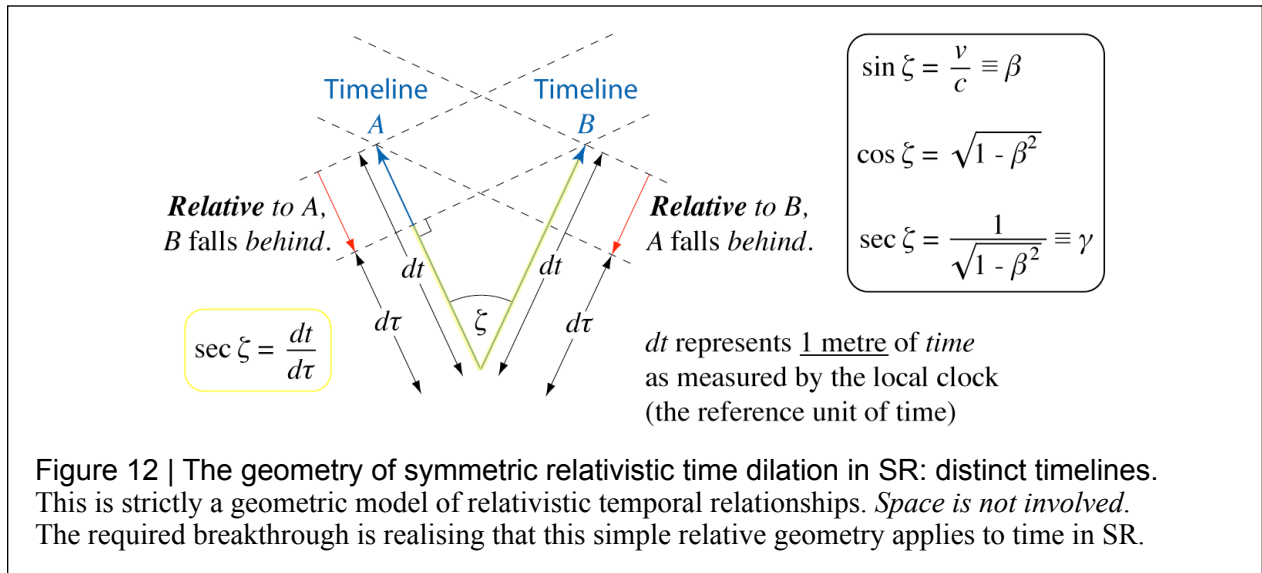 Timeline A
Timeline B
Relative to A,
B falls behind.
Relative to B,
A falls behind.
dt
dt
dτ
dτ
ζ
sec ζ = dt/dτ
sin ζ = v/c ≡ β
cos ζ = √(1 - β²)
sec ζ = 1/√(1 - β²) ≡ γ
dt represents 1 metre of time
as measured by the local clock
(the reference unit of time)
Figure 12 | The geometry of symmetric relativistic time dilation in SR: distinct timelines.
This is strictly a geometric model of relativistic temporal relationships. Space is not involved.
The required breakthrough is realising that this simple relative geometry applies to time in SR.